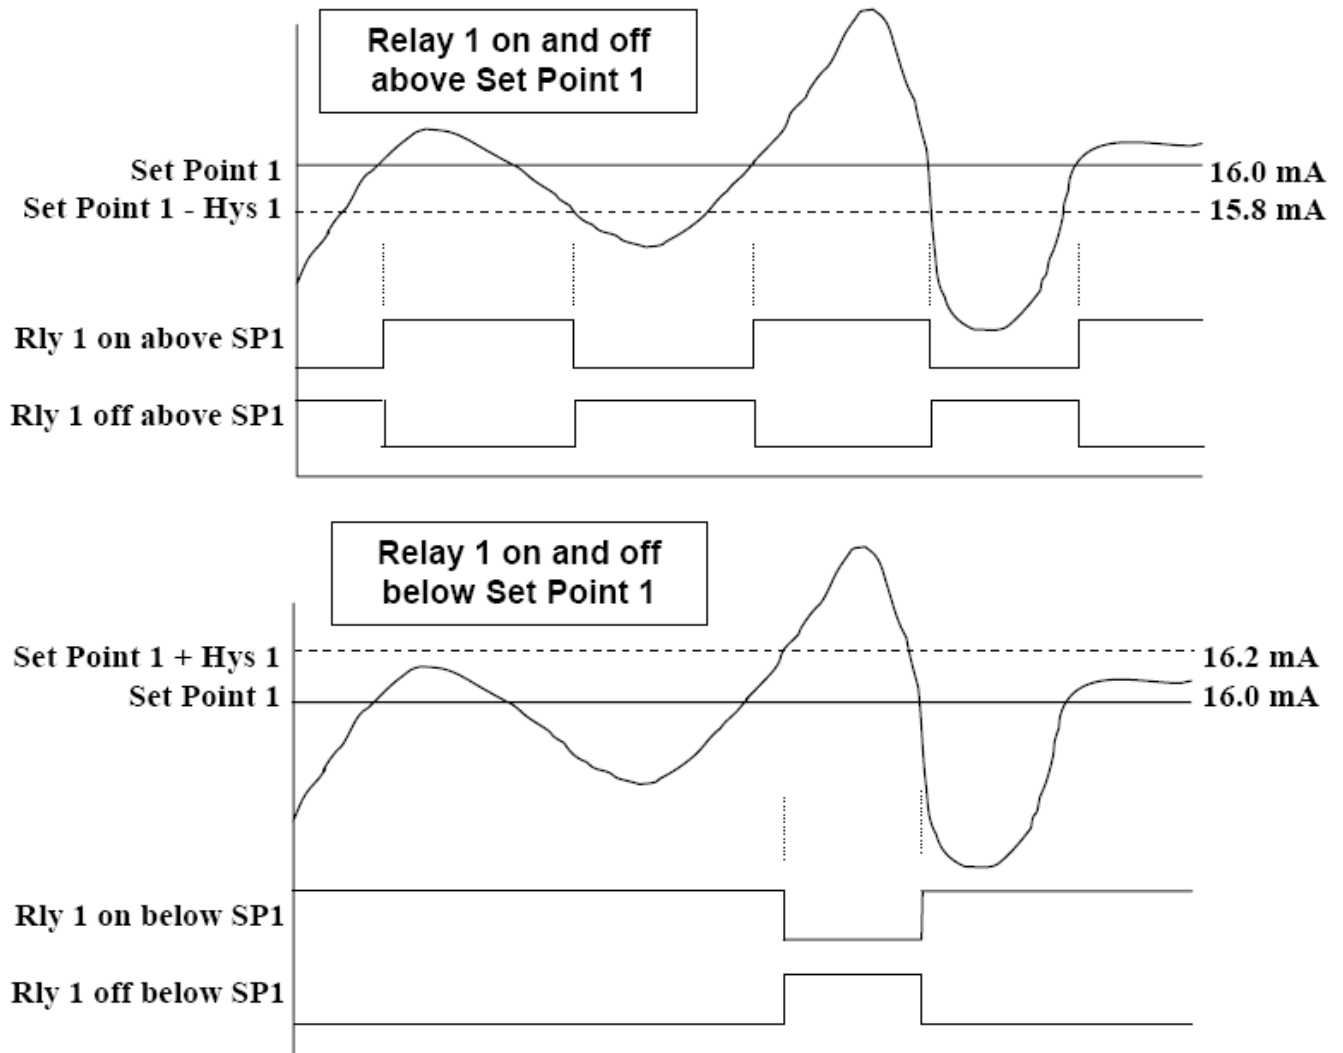 Relay 1 on and off
above Set Point 1
Set Point 1
16.0 mA
Set Point 1 - Hys 1
15.8 mA
Rly 1 on above SP1
Rly 1 off above SP1
Relay 1 on and off
below Set Point 1
Set Point 1 + Hys 1
16.2 mA
Set Point 1
16.0 mA
Rly 1 on below SP1
Rly 1 off below SP1